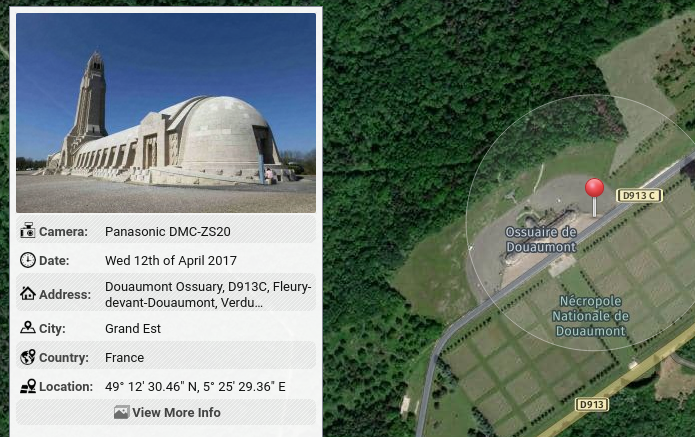 Camera: Panasonic DMC-ZS20
Date: Wed 12th of April 2017
Address: Douaumont Ossuary, D913C, Fleury-
devant-Douaumont, Verdu...
City: Grand Est
Country: France
Location: 49° 12' 30.46" N, 5° 25' 29.36" E
View More Info
D913 C
Ossuaire de
Douaumont
Nécropole
Nationale de
Douaumont
D913